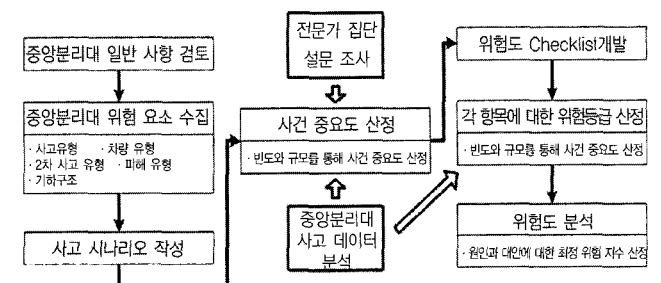 중앙분리대 일반 사항 검토
중앙분리대 위험 요소 수집
· 사고유형 · 차량 유형
· 2차 사고 유형 · 피해 유형
· 기하구조
사고 시나리오 작성
전문가 집단
설문 조사
사건 중요도 산정
· 빈도와 규모를 통해 사건 중요도 산정
중앙분리대
사고 데이터
분석
위험도 Checklist개발
각 항목에 대한 위험등급 산정
· 빈도와 규모를 통해 사건 중요도 산정
위험도 분석
· 원인과 대안에 대한 최정 위험 지수 산정